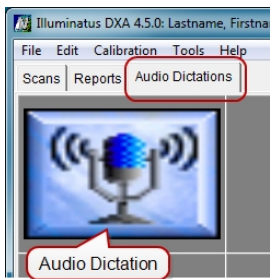 Illuminatus DXA 4.5.0: Lastname, Firstna
File Edit Calibration Tools Help
Scans Reports Audio Dictations
Audio Dictation